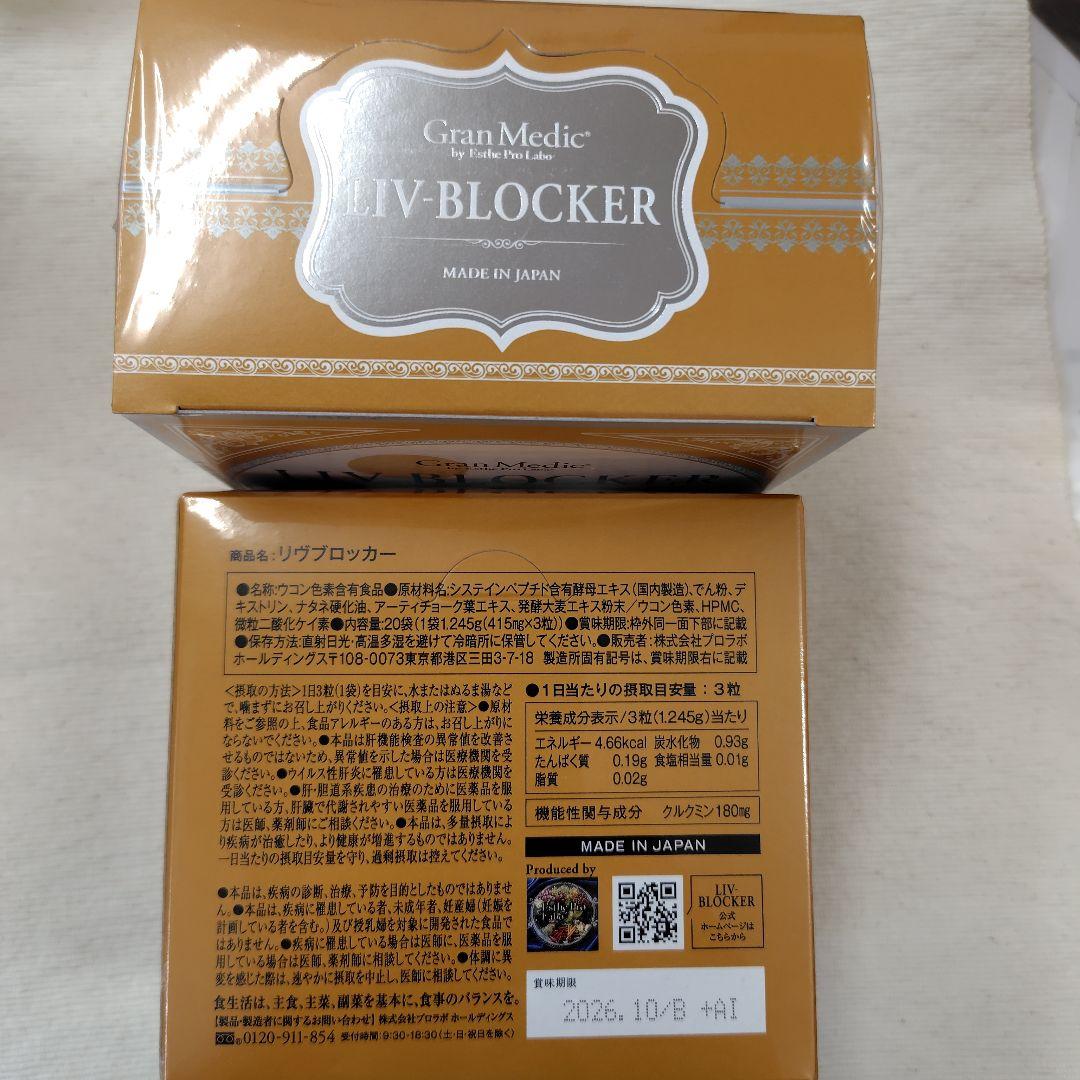 Gran Medic®
by Esthe Pro Labo
LIV-BLOCKER
MADE IN JAPAN
Gran Medic®
LIV-BLOCKER
商品名:リヴブロッカー
●名称:ウコン色素含有食品●原材料名:システインペプチド含有酵母エキス(国内製造)、でん粉、デ
キストリン、ナタネ硬化油、アーティチョーク葉エキス、発酵大麦エキス粉末/ウコン色素、HPMC、
微粒二酸化ケイ素●内容量:20袋(1袋1.245g(415mg×3粒))●賞味期限:枠外同一面下部に記載
●保存方法:直射日光・高温多湿を避けて冷暗所に保管してください。●販売者:株式会社プロラボ
ホールディングス〒108-0073東京都港区三田3-7-18 製造所固有記号は、賞味期限右に記載
<摂取の方法>1日3粒(1袋)を目安に、水またはぬるま湯など
で、噛まずにお召し上がりください。<摂取上の注意>●原材
料をご参照の上、食品アレルギーのある方は、お召し上がりに
ならないでください。●本品は肝機能検査の異常値を改善さ
せるものではないため、異常値を示した場合は医療機関を受
診ください。●ウイルス性肝炎に罹患している方は医療機関を
受診ください。●肝・胆道系疾患の治療のために医薬品を服
用している方、肝臓で代謝されやすい医薬品を服用している
方は医師、薬剤師にご相談ください。●本品は、多量摂取によ
り疾病が治癒したり、より健康が増進するものではありません。
一日当たりの摂取目安量を守り、過剰摂取は控えてください。
●本品は、疾病の診断、治療、予防を目的としたものではありませ
ん。●本品は、疾病に罹患している者、未成年者、妊産婦(妊娠を
計画している者を含む。)及び授乳婦を対象に開発された食品で
はありません。●疾病に罹患している場合は医師に、医薬品を服
用している場合は医師、薬剤師に相談してください。●体調に異
変を感じた際は、速やかに摂取を中止し、医師に相談してください。
食生活は、主食、主菜、副菜を基本に、食事のバランスを。
【製品・製造者に関するお問い合わせ】株式会社プロラボ ホールディングス
0120-911-854 受付時間:9:30-18:30(土・日・祝日を除く)
●1日当たりの摂取目安量:3粒
栄養成分表示/3粒(1.245g)当たり
エネルギー 4.66kcal 炭水化物 0.93g
たんぱく質 0.19g 食塩相当量 0.01g
脂質 0.02g
機能性関与成分 クルクミン180mg
MADE IN JAPAN
Produced by
Esthe Pro
Labo
LIV-
BLOCKER
公式
ホームページは
こちらから
賞味期限
2026.10/B +AI